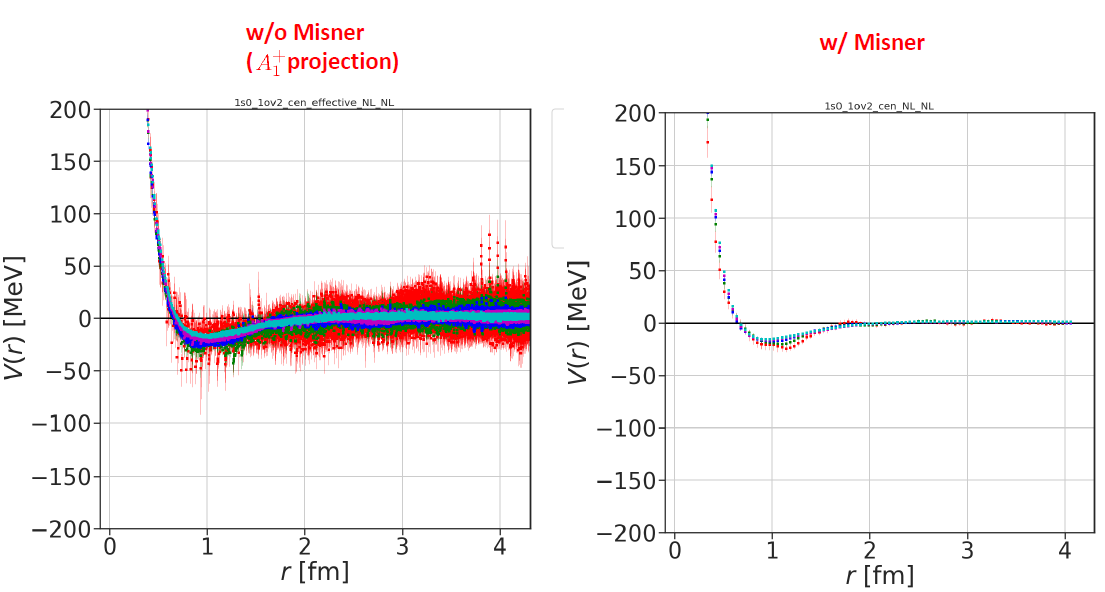 w/o Misner
(A₁⁺projection)
w/ Misner
1s0_1ov2_cen_effective_NL_NL
200
150
100
50
0
−50
−100
−150
−200
V(r) [MeV]
0 1 2 3 4
r [fm]
1s0_1ov2_cen_NL_NL
200
150
100
50
0
−50
−100
−150
−200
V(r) [MeV]
0 1 2 3 4
r [fm]